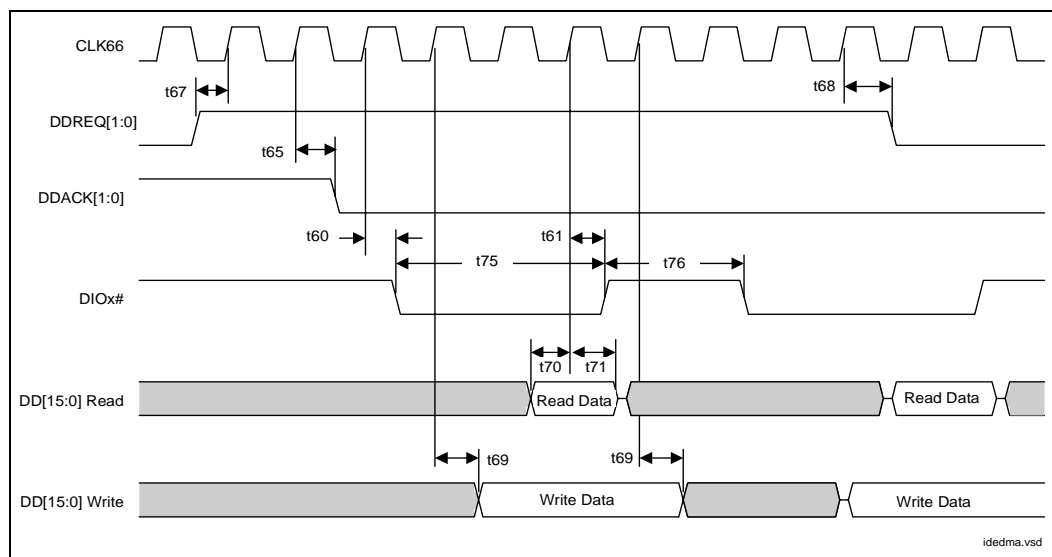 CLK66
t67
t68
DDREQ[1:0]
t65
DDACK[1:0]
t60
t61
t75
t76
DIOx#
t70
t71
DD[15:0] Read
Read Data
Read Data
t69
t69
DD[15:0] Write
Write Data
Write Data
idedma.vsd